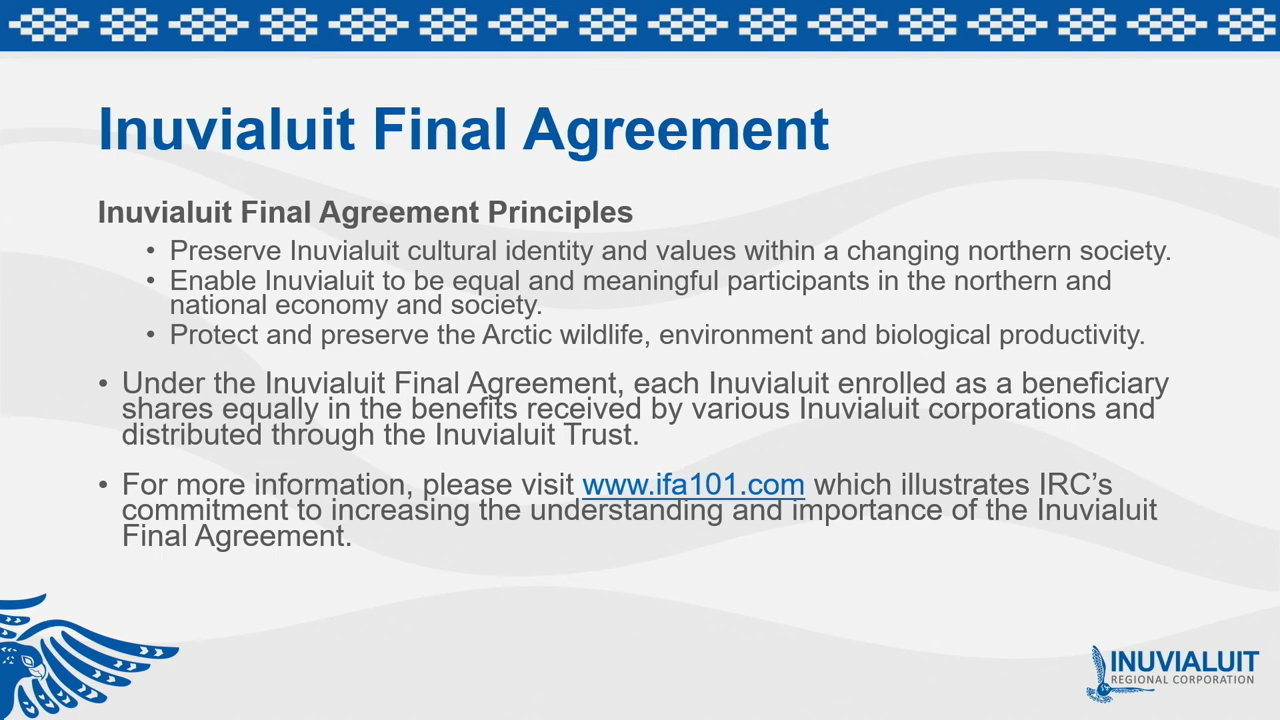 Inuvialuit Final Agreement
Inuvialuit Final Agreement Principles
• Preserve Inuvialuit cultural identity and values within a changing northern society.
• Enable Inuvialuit to be equal and meaningful participants in the northern and
national economy and society.
• Protect and preserve the Arctic wildlife, environment and biological productivity.
• Under the Inuvialuit Final Agreement, each Inuvialuit enrolled as a beneficiary
shares equally in the benefits received by various Inuvialuit corporations and
distributed through the Inuvialuit Trust.
• For more information, please visit www.ifa101.com which illustrates IRC’s
commitment to increasing the understanding and importance of the Inuvialuit
Final Agreement.
INUVIALUIT
REGIONAL CORPORATION